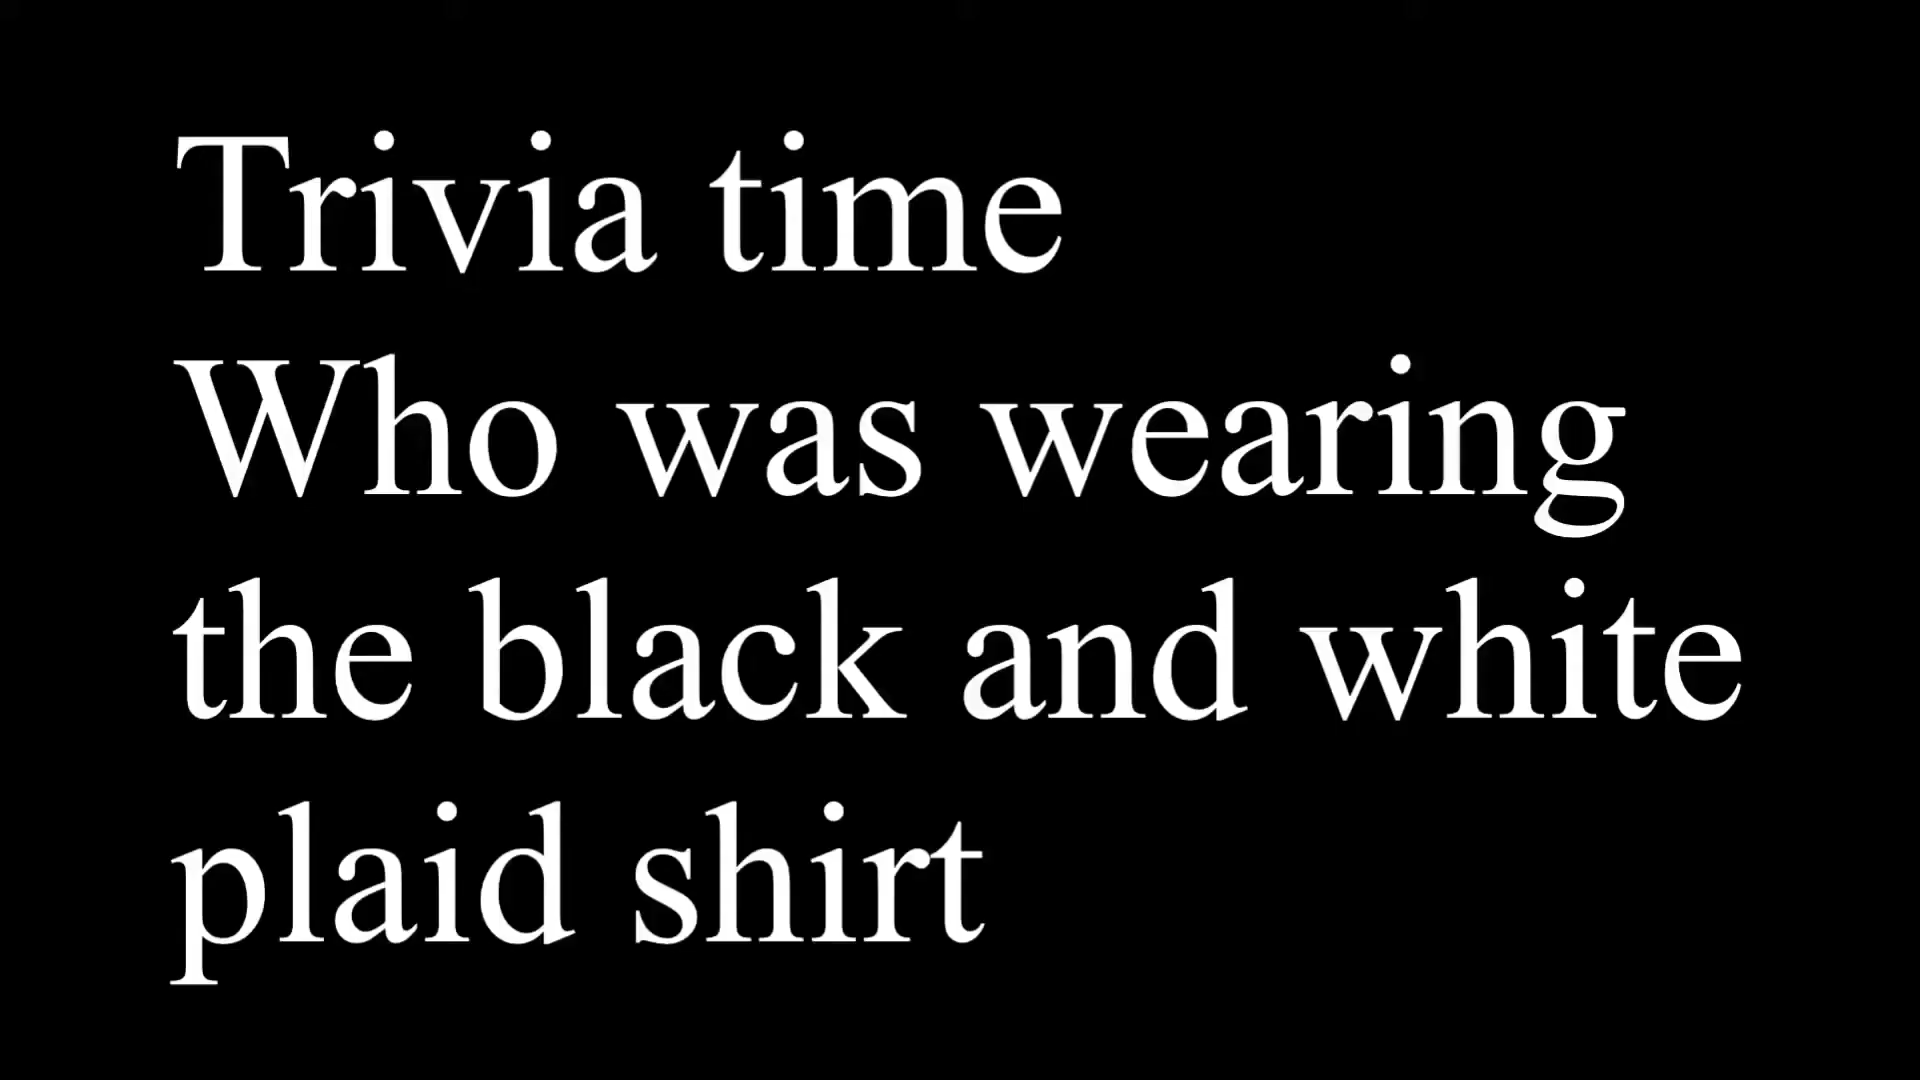 Trivia time
Who was wearing
the black and white
plaid shirt